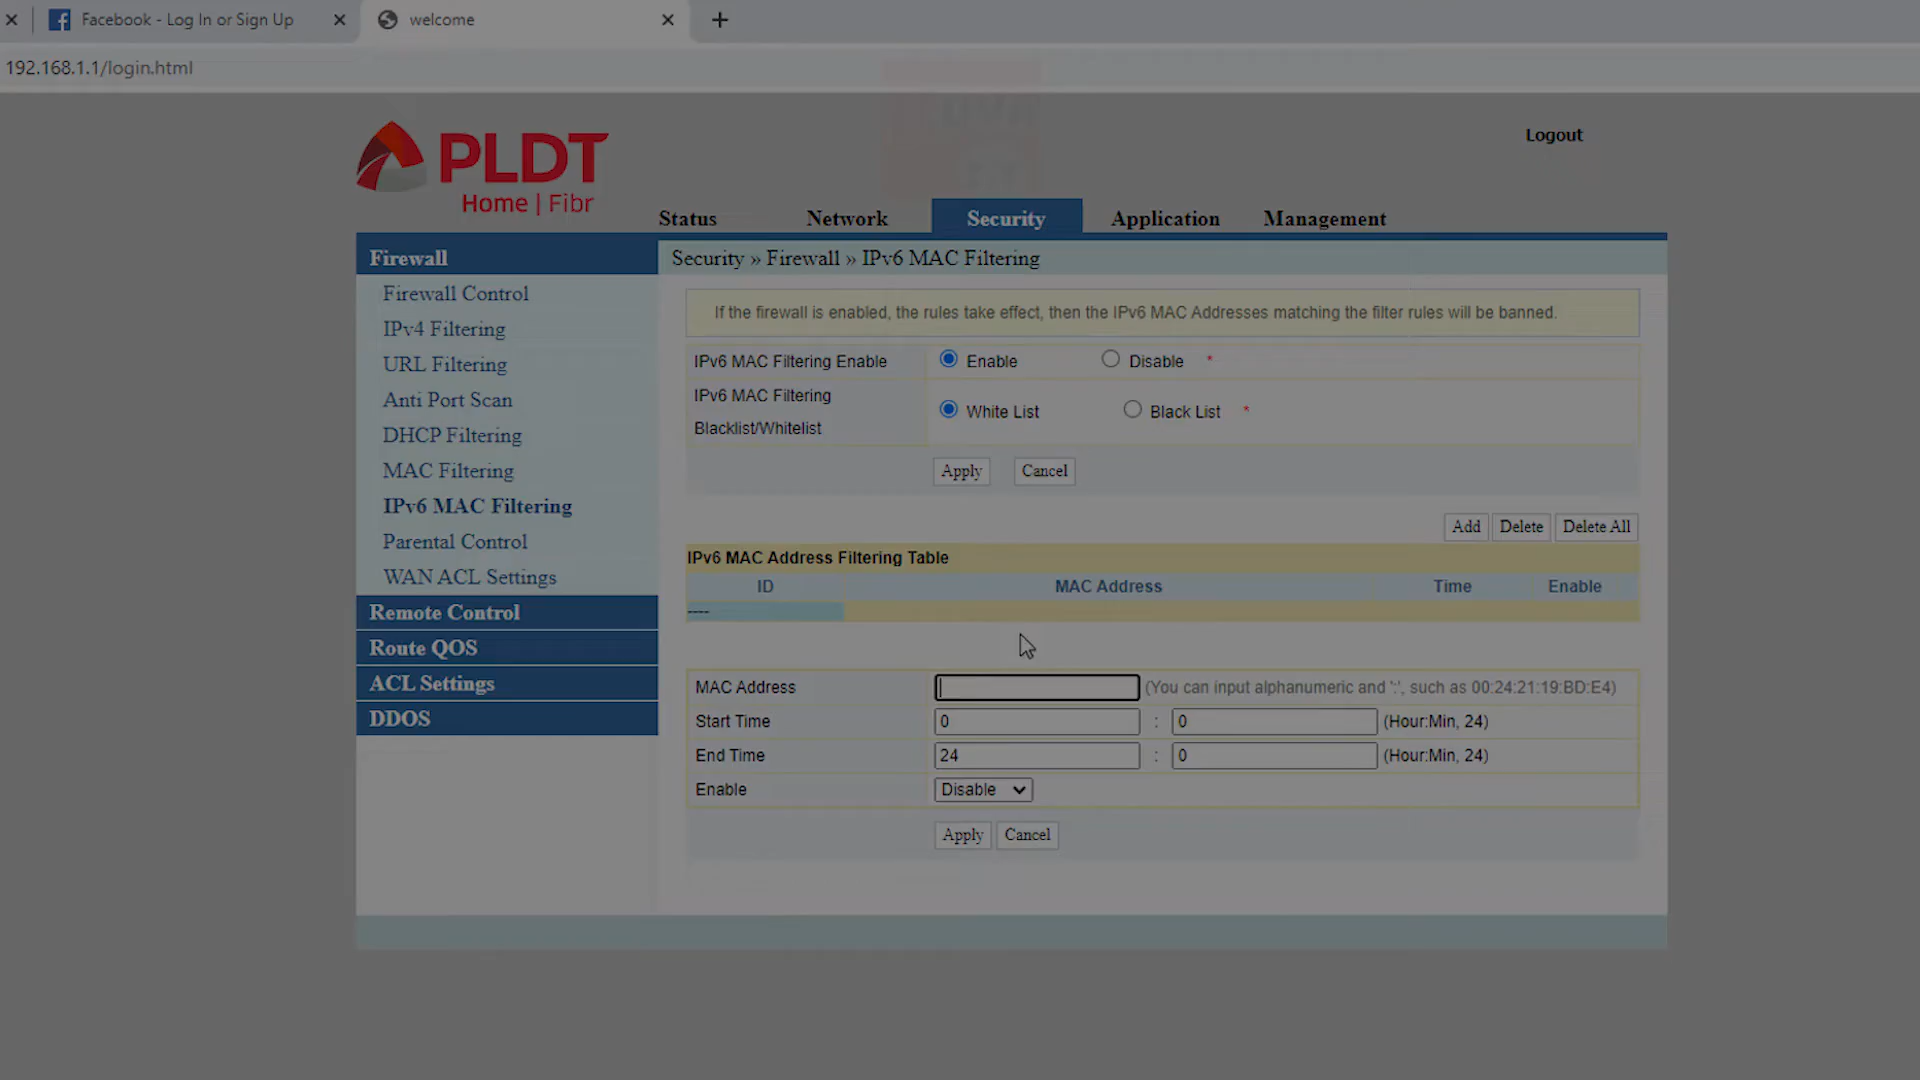 Facebook - Log In or Sign Up
welcome
192.168.1.1/login.html
PLDT
Home | Fibr
Logout
Status Network Security Application Management
Firewall
Security » Firewall » IPv6 MAC Filtering
Firewall Control
IPv4 Filtering
URL Filtering
Anti Port Scan
DHCP Filtering
MAC Filtering
IPv6 MAC Filtering
Parental Control
WAN ACL Settings
Remote Control
Route QOS
ACL Settings
DDOS
If the firewall is enabled, the rules take effect, then the IPv6 MAC Addresses matching the filter rules will be banned.
IPv6 MAC Filtering Enable Enable Disable *
IPv6 MAC Filtering
Blacklist/Whitelist White List Black List *
Apply Cancel
Add Delete Delete All
IPv6 MAC Address Filtering Table
ID MAC Address Time Enable
----
MAC Address (You can input alphanumeric and ':', such as 00:24:21:19:BD:E4)
Start Time 0 : 0 (Hour:Min, 24)
End Time 24 : 0 (Hour:Min, 24)
Enable Disable
Apply Cancel